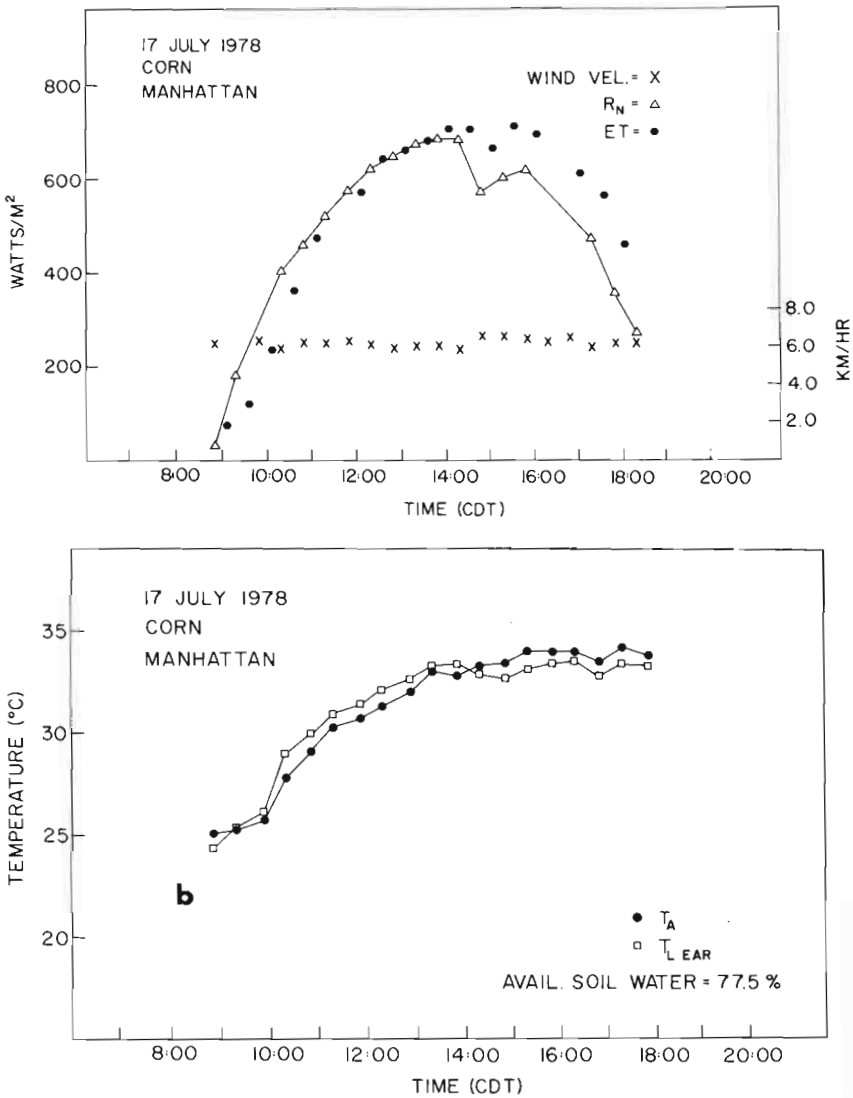 17 JULY 1978
CORN
MANHATTAN
WIND VEL.= X
R_N = △
ET= ●
800
600
400
200
WATTS/M²
8.0
6.0
4.0
2.0
KM/HR
8:00 10:00 12:00 14:00 16:00 18:00 20:00
TIME (CDT)
17 JULY 1978
CORN
MANHATTAN
35
30
25
20
TEMPERATURE (°C)
b
● T_A
□ T_L EAR
AVAIL. SOIL WATER = 77.5 %
8:00 10:00 12:00 14:00 16:00 18:00 20:00
TIME (CDT)